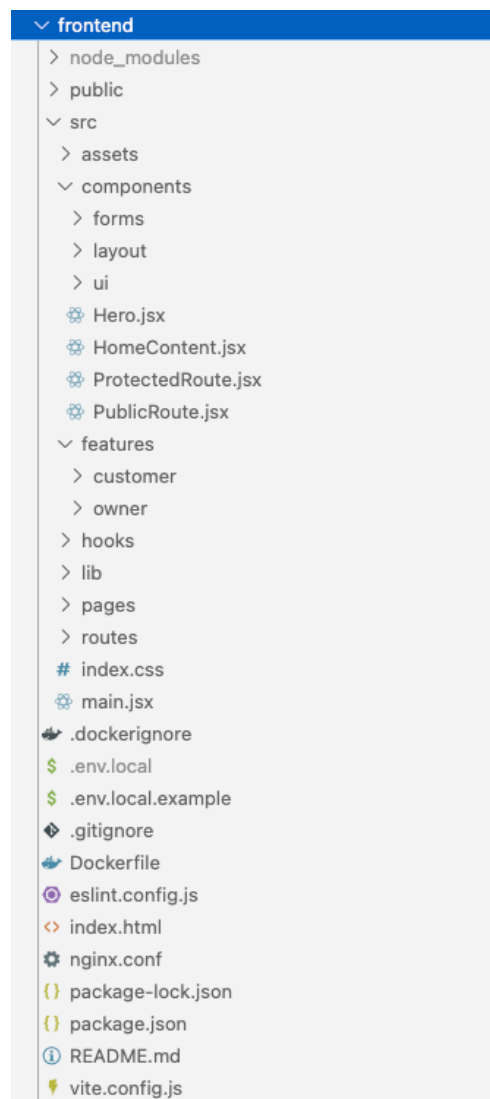 frontend
node_modules
public
src
assets
components
forms
layout
ui
Hero.jsx
HomeContent.jsx
ProtectedRoute.jsx
PublicRoute.jsx
features
customer
owner
hooks
lib
pages
routes
# index.css
main.jsx
.dockerignore
$ .env.local
$ .env.local.example
.gitignore
Dockerfile
eslint.config.js
<> index.html
nginx.conf
{} package-lock.json
{} package.json
README.md
vite.config.js